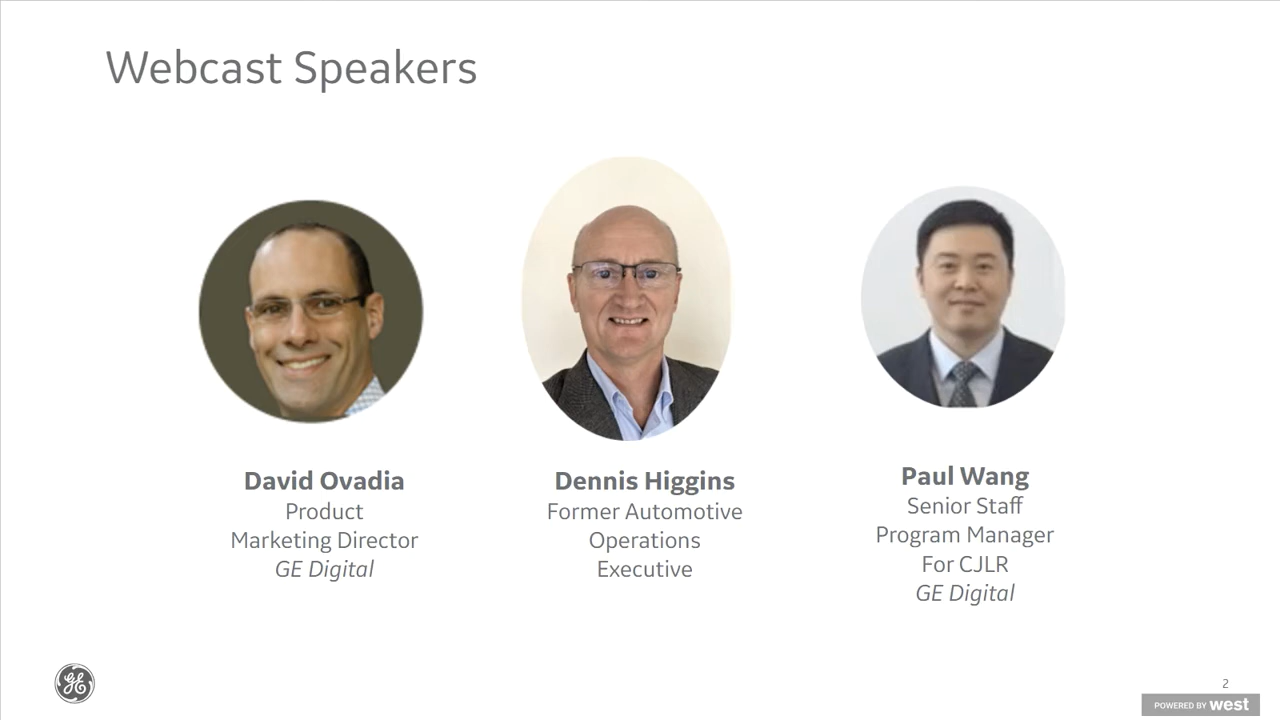 Webcast Speakers
David Ovadia
Product
Marketing Director
GE Digital
Dennis Higgins
Former Automotive
Operations
Executive
Paul Wang
Senior Staff
Program Manager
For CJLR
GE Digital
GE
2
POWERED BY west